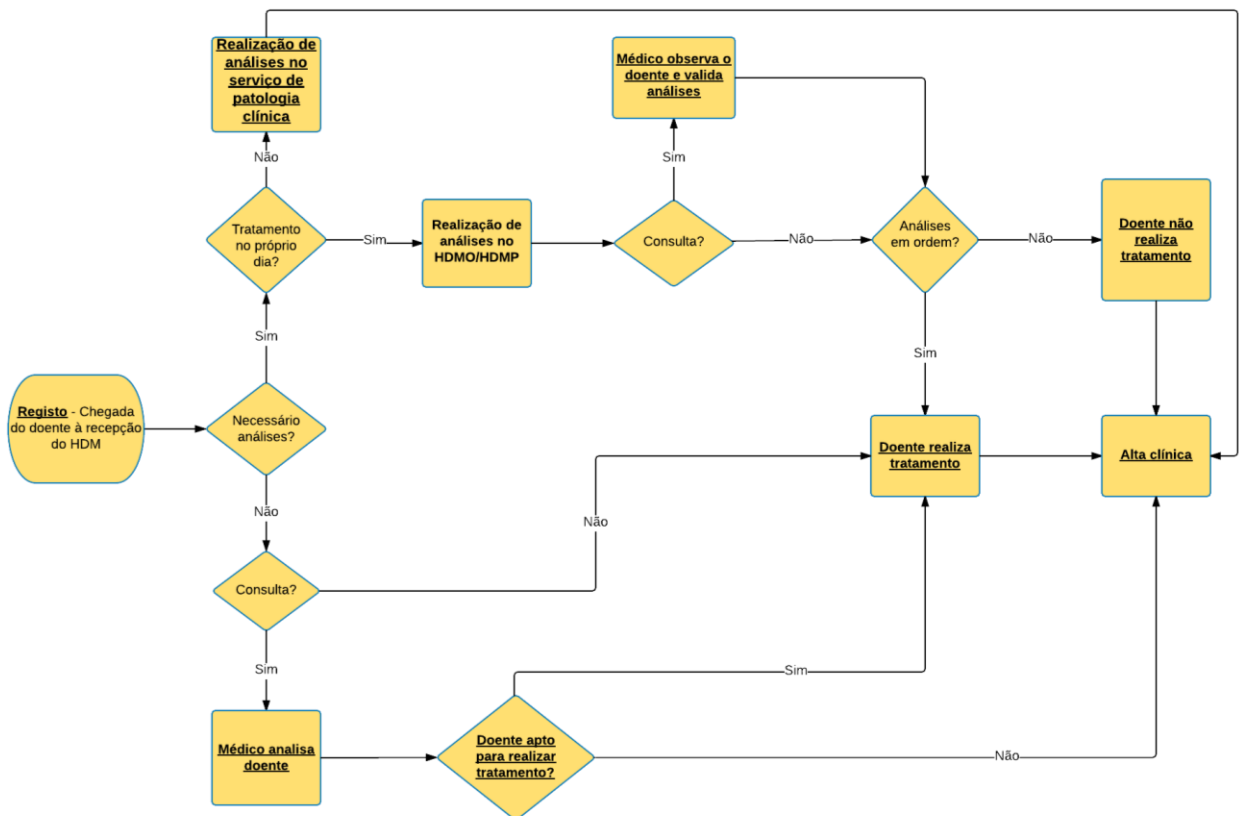 Realização de
análises no
serviço de
patologia
clínica
Médico observa o
doente e valida
análises
Não
Sim
Tratamento
no próprio
dia?
Sim
Realização de
análises no
HDMO/HDMP
Consulta?
Não
Análises
em ordem?
Não
Doente não
realiza
tratamento
Sim
Sim
Registo - Chegada
do doente à recepção
do HDM
Necessário
análises?
Doente realiza
tratamento
Alta clínica
Não
Não
Consulta?
Sim
Sim
Médico analisa
doente
Doente apto
para realizar
tratamento?
Não